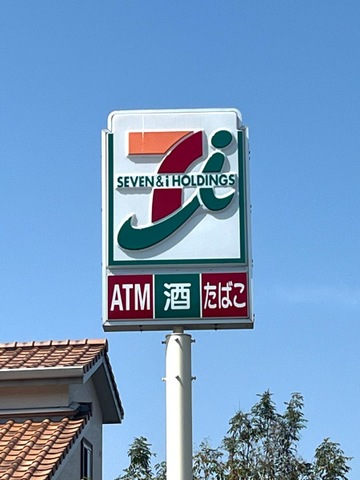 SEVEN & i HOLDINGS
ATM 酒 たばこ